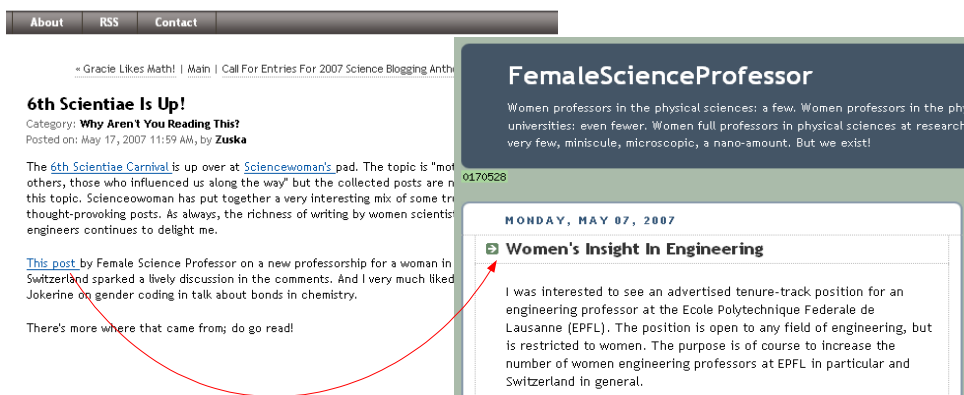 About RSS Contact
« Gracie Likes Math! | Main | Call For Entries For 2007 Science Blogging
6th Scientiae Is Up!
Category: Why Aren't You Reading This?
Posted on: May 17, 2007 11:59 AM, by Zuska
The 6th Scientiae Carnival is up over at Sciencewoman's pad. The topic is "mot
others, those who influenced us along the way" but the collected posts are n
this topic. Scienceowoman has put together a very interesting mix of some tr
thought-provoking posts. As always, the richness of writing by women scientist
engineers continues to delight me.
This post by Female Science Professor on a new professorship for a woman in
Switzerland sparked a lively discussion in the comments. And I very much liked
Jokerine on gender coding in talk about bonds in chemistry.
There's more where that came from; do go read!
FemaleScienceProfessor
Women professors in the physical sciences: a few. Women professors in the phy
universities: even fewer. Women full professors in physical sciences at research
very few, miniscule, microscopic, a nano-amount. But we exist!
0170528
MONDAY, MAY 07, 2007
Women's Insight In Engineering
I was interested to see an advertised tenure-track position for an
engineering professor at the Ecole Polytechnique Federale de
Lausanne (EPFL). The position is open to any field of engineering, but
is restricted to women. The purpose is of course to increase the
number of women engineering professors at EPFL in particular and
Switzerland in general.